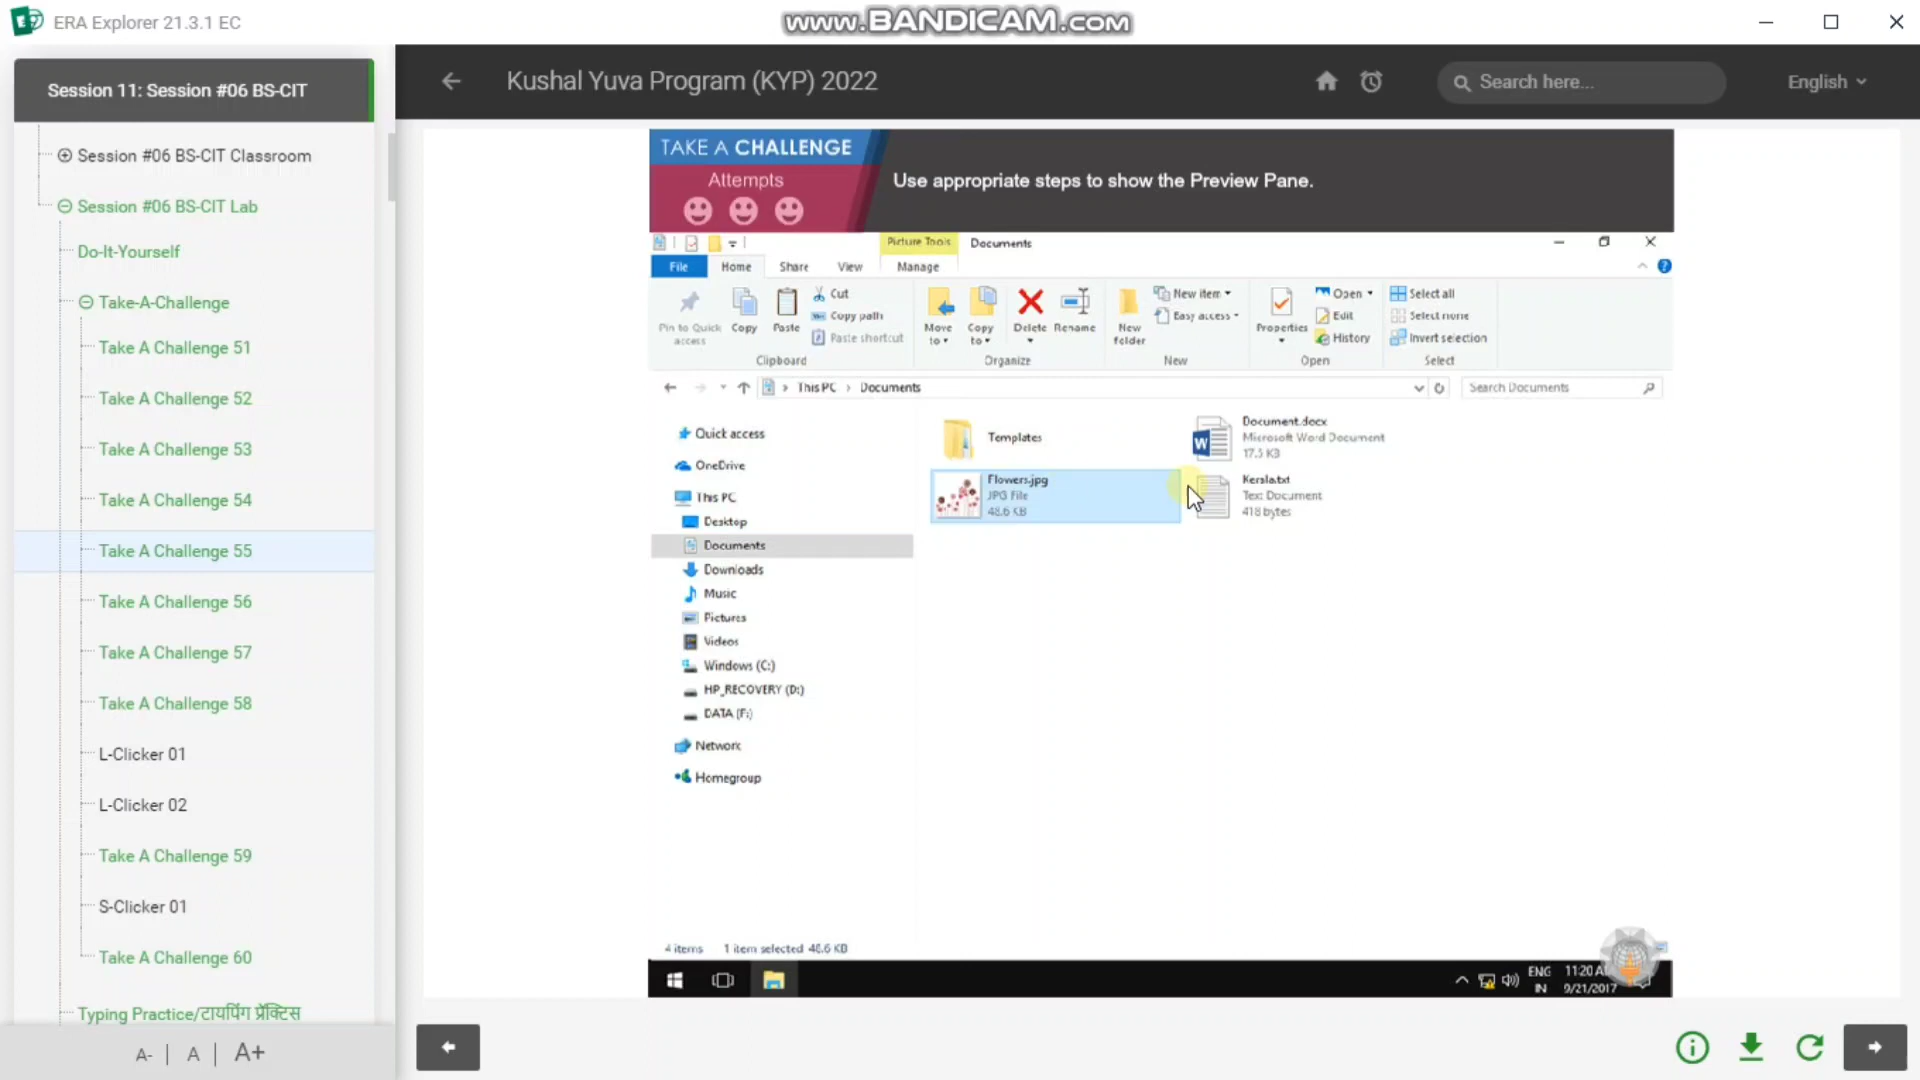 ERA Explorer 21.3.1 EC
www.BANDICAM.com
Session 11: Session #06 BS-CIT
Kushal Yuva Program (KYP) 2022
Search here...
English
Session #06 BS-CIT Classroom
Session #06 BS-CIT Lab
Do-It-Yourself
Take-A-Challenge
Take A Challenge 51
Take A Challenge 52
Take A Challenge 53
Take A Challenge 54
Take A Challenge 55
Take A Challenge 56
Take A Challenge 57
Take A Challenge 58
L-Clicker 01
L-Clicker 02
Take A Challenge 59
S-Clicker 01
Take A Challenge 60
Typing Practice/टायपिंग प्रॅक्टिस
A- | A | A+
TAKE A CHALLENGE
Attempts
Use appropriate steps to show the Preview Pane.
Picture Tools Documents
File Home Share View Manage
Pin to Quick access
Copy
Paste
Cut
Copy path
Paste shortcut
Clipboard
Move to
Copy to
Delete
Rename
Organize
New folder
New item
Easy access
New
Properties
Open
Edit
History
Open
Select all
Select none
Invert selection
Select
This PC > Documents
Search Documents
Quick access
OneDrive
This PC
Desktop
Documents
Downloads
Music
Pictures
Videos
Windows (C:)
HP_RECOVERY (D:)
DATA (F:)
Network
Homegroup
Templates
Document.docx
Microsoft Word Document
17.5 KB
Flowers.jpg
JPG File
48.6 KB
Kerala.txt
Text Document
418 bytes
4 items 1 item selected 48.6 KB
ENG
IN
11:20
9/21/2017